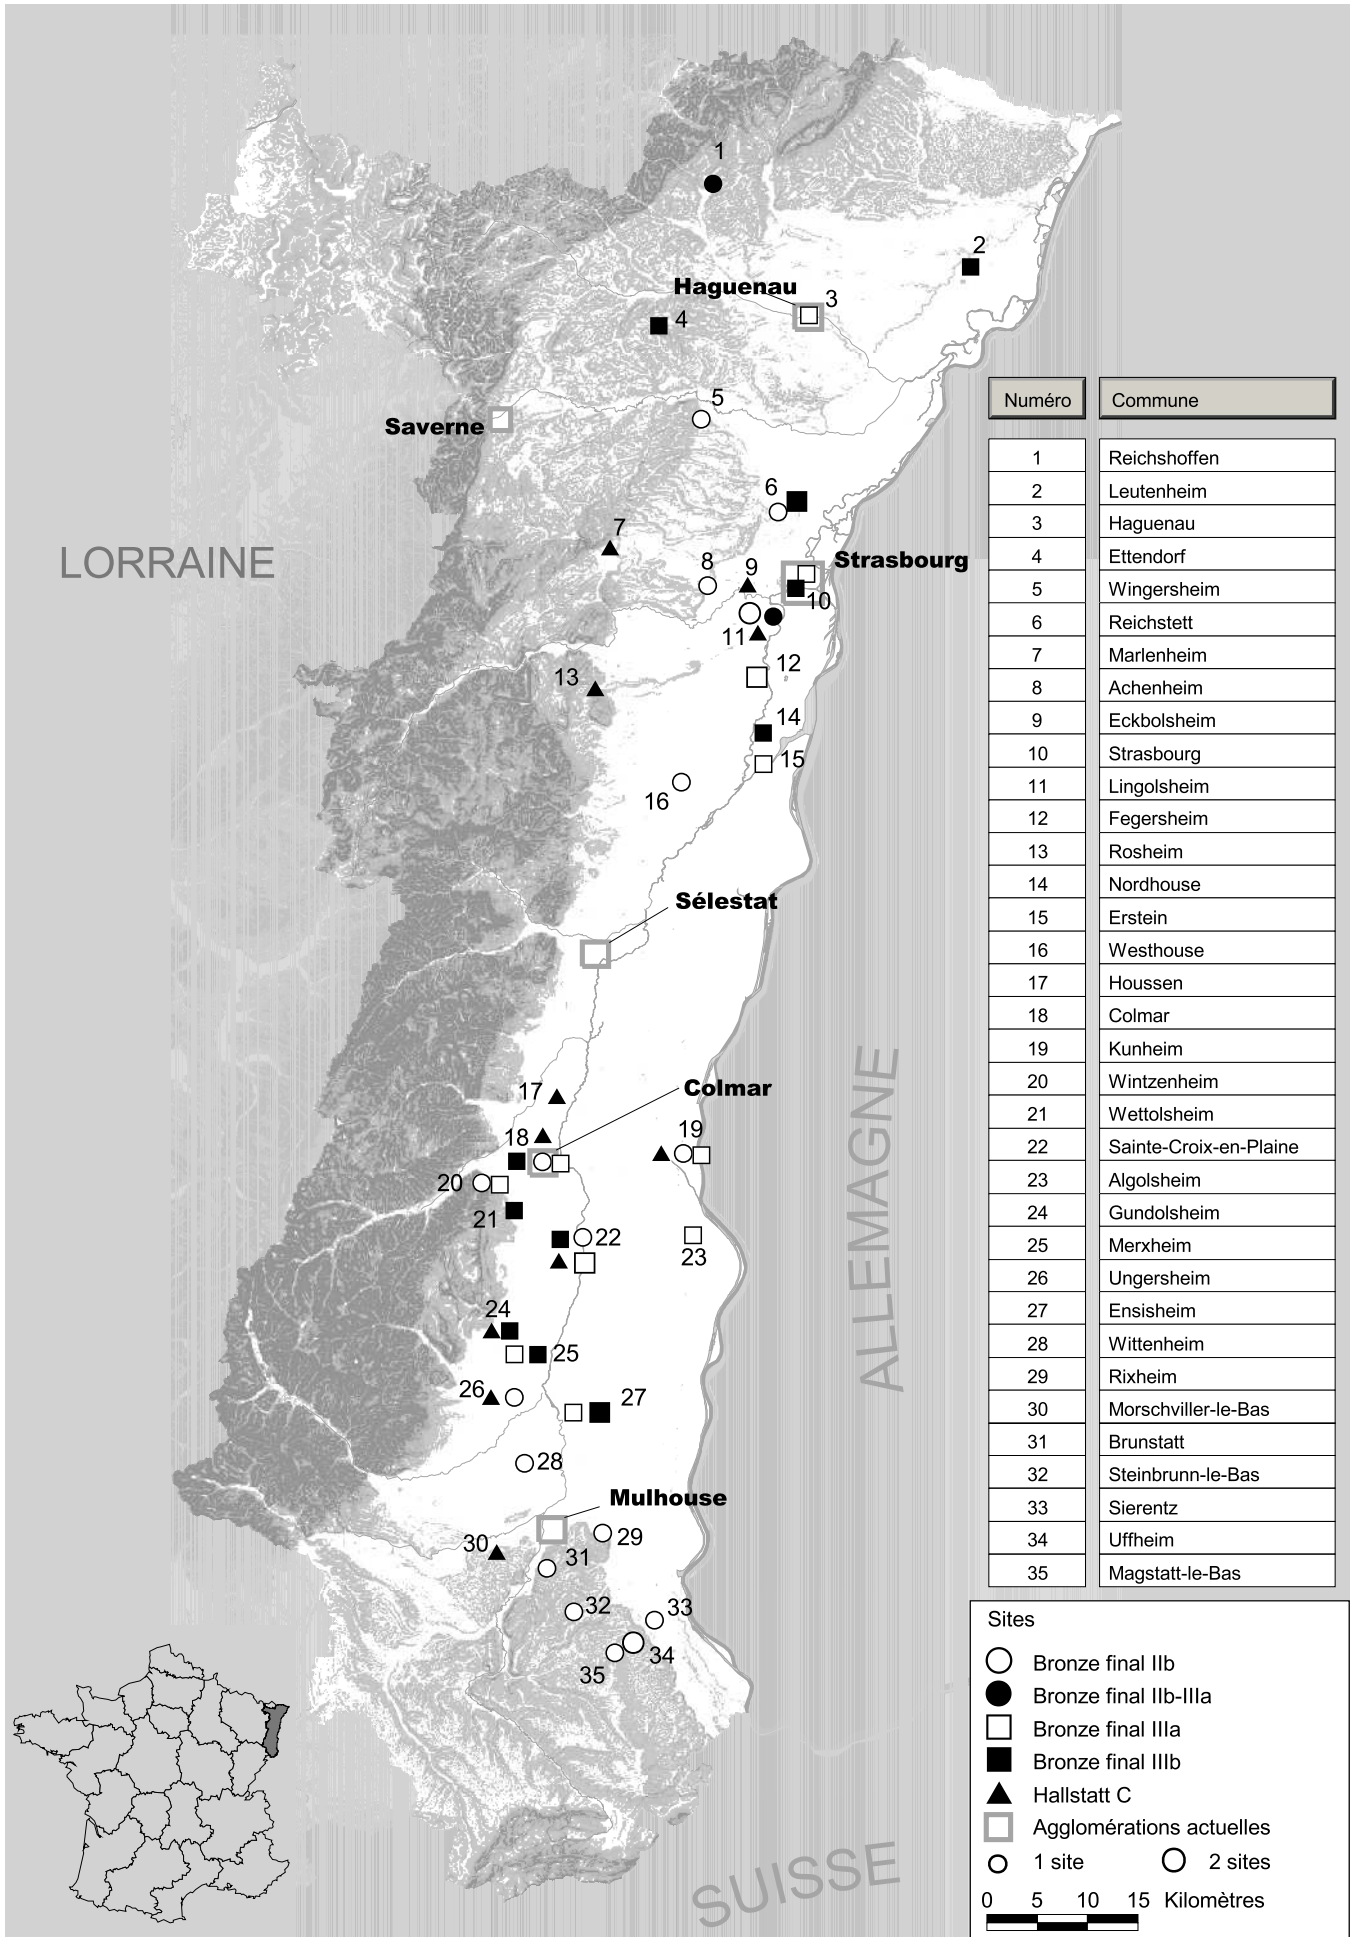 1
2
Haguenau
3
4
5
Saverne
6
7
LORRAINE
Strasbourg
8
9
10
11
12
13
14
15
16
Sélestat
ALLEMAGNE
17
Colmar
18
19
20
21
22
23
24
25
26
27
28
Mulhouse
29
30
31
32
33
34
35
SUISSE
Numéro Commune
1 Reichshoffen
2 Leutenheim
3 Haguenau
4 Ettendorf
5 Wingersheim
6 Reichstett
7 Marlenheim
8 Achenheim
9 Eckbolsheim
10 Strasbourg
11 Lingolsheim
12 Fegersheim
13 Rosheim
14 Nordhouse
15 Erstein
16 Westhouse
17 Houssen
18 Colmar
19 Kunheim
20 Wintzenheim
21 Wettolsheim
22 Sainte-Croix-en-Plaine
23 Algolsheim
24 Gundolsheim
25 Merxheim
26 Ungersheim
27 Ensisheim
28 Wittenheim
29 Rixheim
30 Morschviller-le-Bas
31 Brunstatt
32 Steinbrunn-le-Bas
33 Sierentz
34 Uffheim
35 Magstatt-le-Bas
Sites
Bronze final IIb
Bronze final IIb-IIIa
Bronze final IIIa
Bronze final IIIb
Hallstatt C
Agglomérations actuelles
1 site 2 sites
0 5 10 15 Kilomètres